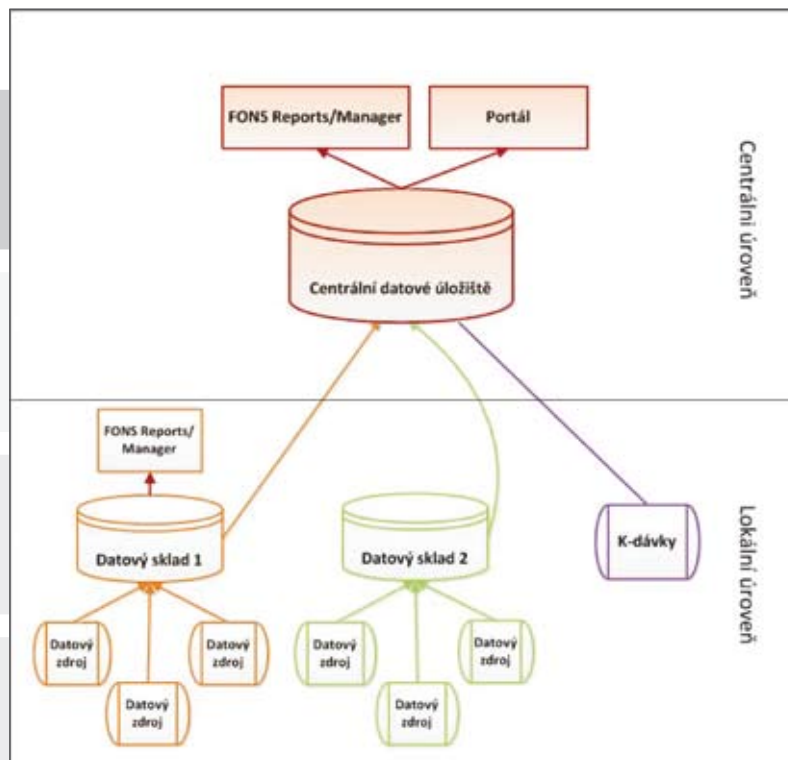 FONS Reports/Manager
Portál
Centrální datové úložiště
Centrálni úroveň
FONS Reports/
Manager
Datový sklad 1
Datový sklad 2
K-dávky
Datový
zdroj
Datový
zdroj
Datový
zdroj
Datový
zdroj
Datový
zdroj
Datový
zdroj
Lokální úroveň